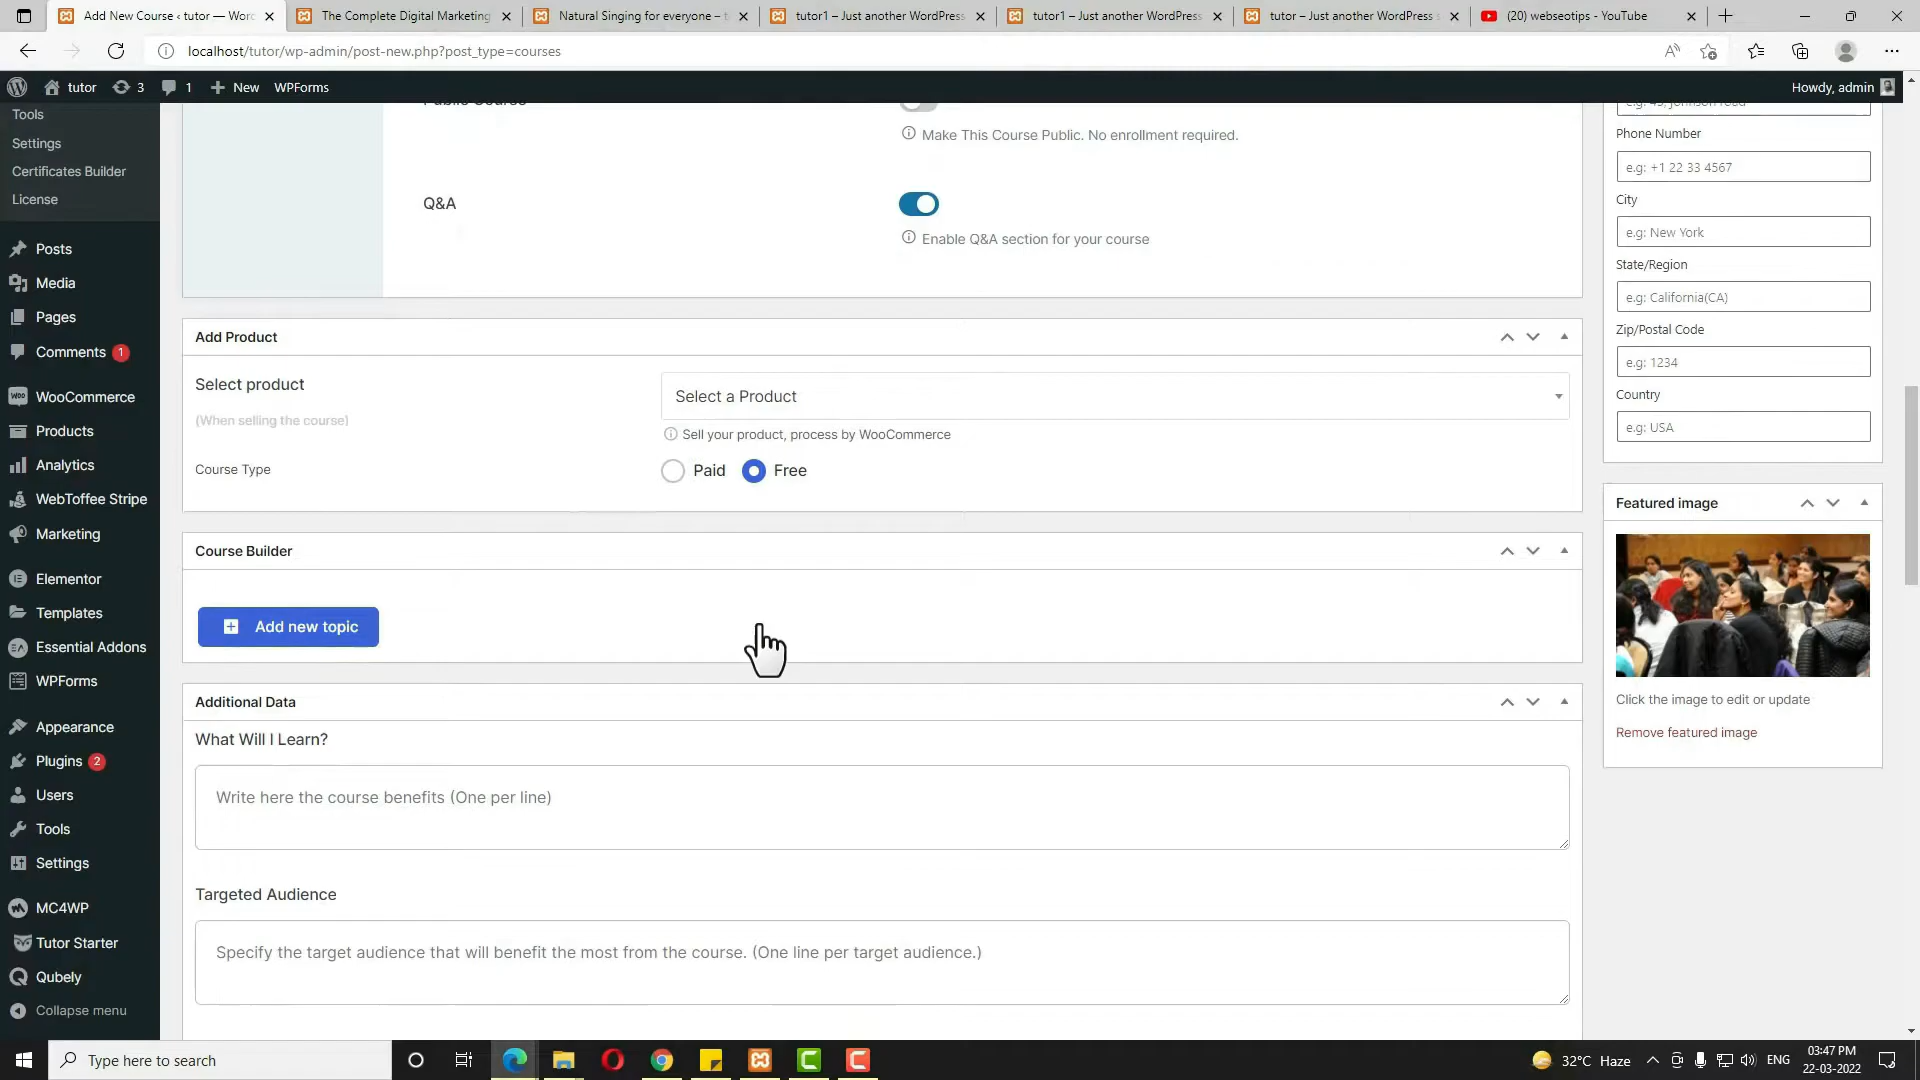 Add New Course ‹ tutor — Worc
The Complete Digital Marketing
Natural Singing for everyone – t
tutor1 – Just another WordPress
tutor1 – Just another WordPress
tutor – Just another WordPress s
(20) webseotips - YouTube
localhost/tutor/wp-admin/post-new.php?post_type=courses
tutor
3
1
New
WPForms
Howdy, admin
Tools
Settings
Certificates Builder
License
Posts
Media
Pages
Comments 1
WooCommerce
Products
Analytics
WebToffee Stripe
Marketing
Elementor
Templates
Essential Addons
WPForms
Appearance
Plugins 2
Users
Tools
Settings
MC4WP
Tutor Starter
Qubely
Collapse menu
Public Course
Make This Course Public. No enrollment required.
Q&A
Enable Q&A section for your course
Add Product
Select product
(When selling the course)
Select a Product
Sell your product, process by WooCommerce
Course Type
Paid
Free
Course Builder
Add new topic
Additional Data
What Will I Learn?
Write here the course benefits (One per line)
Targeted Audience
Specify the target audience that will benefit the most from the course. (One line per target audience.)
e.g: 45, Johnson road
Phone Number
e.g: +1 22 33 4567
City
e.g: New York
State/Region
e.g: California(CA)
Zip/Postal Code
e.g: 1234
Country
e.g: USA
Featured image
Click the image to edit or update
Remove featured image
Type here to search
32°C Haze
ENG
03:47 PM
22-03-2022